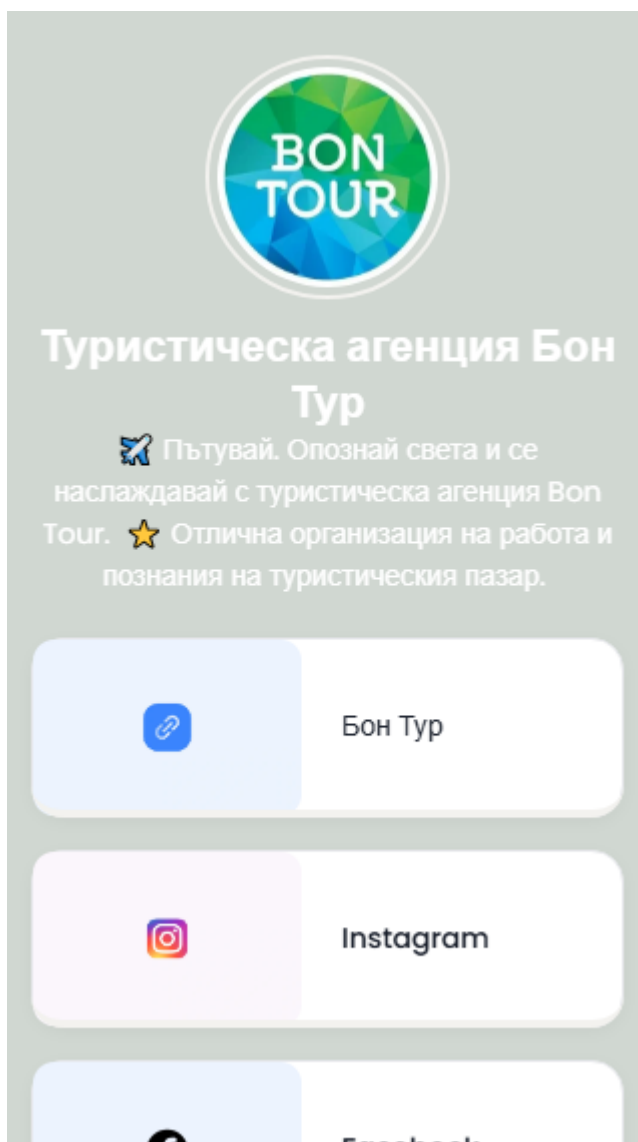 BON
TOUR
Туристическа агенция Бон
Тур
✈️ Пътувай. Опознай света и се
наслаждавай с туристическа агенция Bon
Tour. ⭐ Отлична организация на работа и
познания на туристическия пазар.
Бон Тур
Instagram